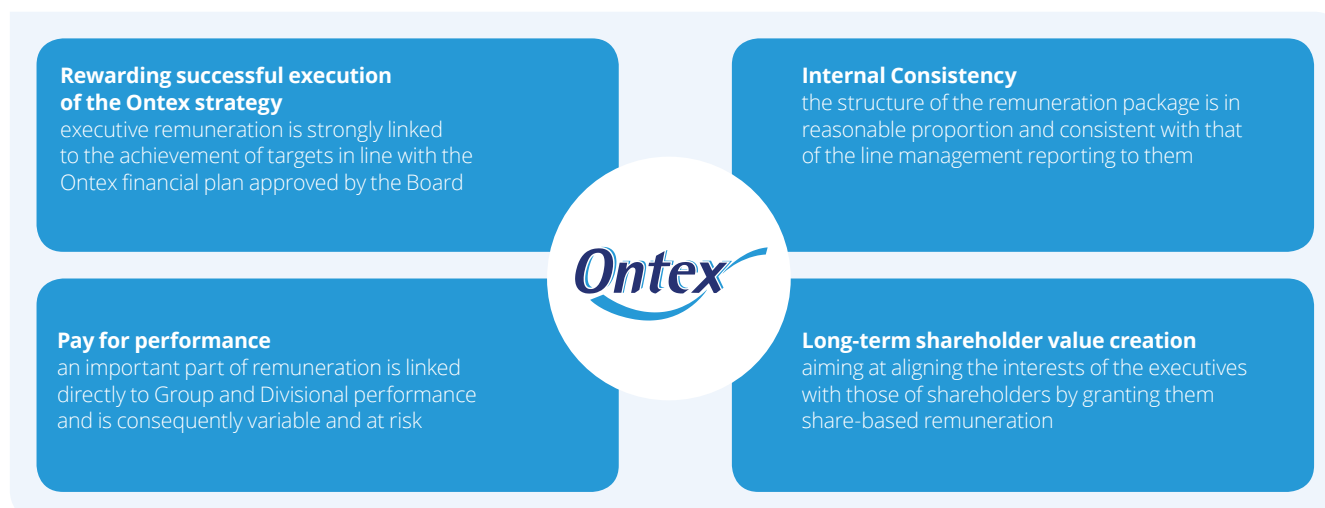 Rewarding successful execution
of the Ontex strategy
executive remuneration is strongly linked
to the achievement of targets in line with the
Ontex financial plan approved by the Board
Internal Consistency
the structure of the remuneration package is in
reasonable proportion and consistent with that
of the line management reporting to them
Ontex
Pay for performance
an important part of remuneration is linked
directly to Group and Divisional performance
and is consequently variable and at risk
Long-term shareholder value creation
aiming at aligning the interests of the executives
with those of shareholders by granting them
share-based remuneration